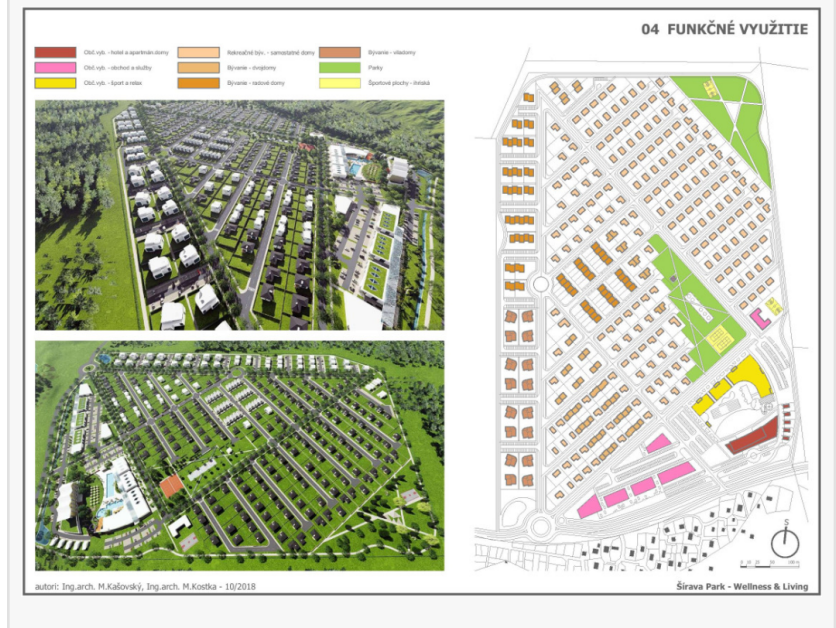 04 FUNKČNÉ VYUŽITIE
Obč.vyb. - hotel a apartmán.domy
Rekreačné býv. - samostatné domy
Bývanie - viladomy
Obč.vyb. - obchod a služby
Bývanie - dvojdomy
Parky
Obč.vyb. - šport a relax
Bývanie - radové domy
Športové plochy - ihriská
S
autori: Ing.arch. M.Kašovský, Ing.arch. M.Kostka - 10/2018
Širava Park - Wellness & Living